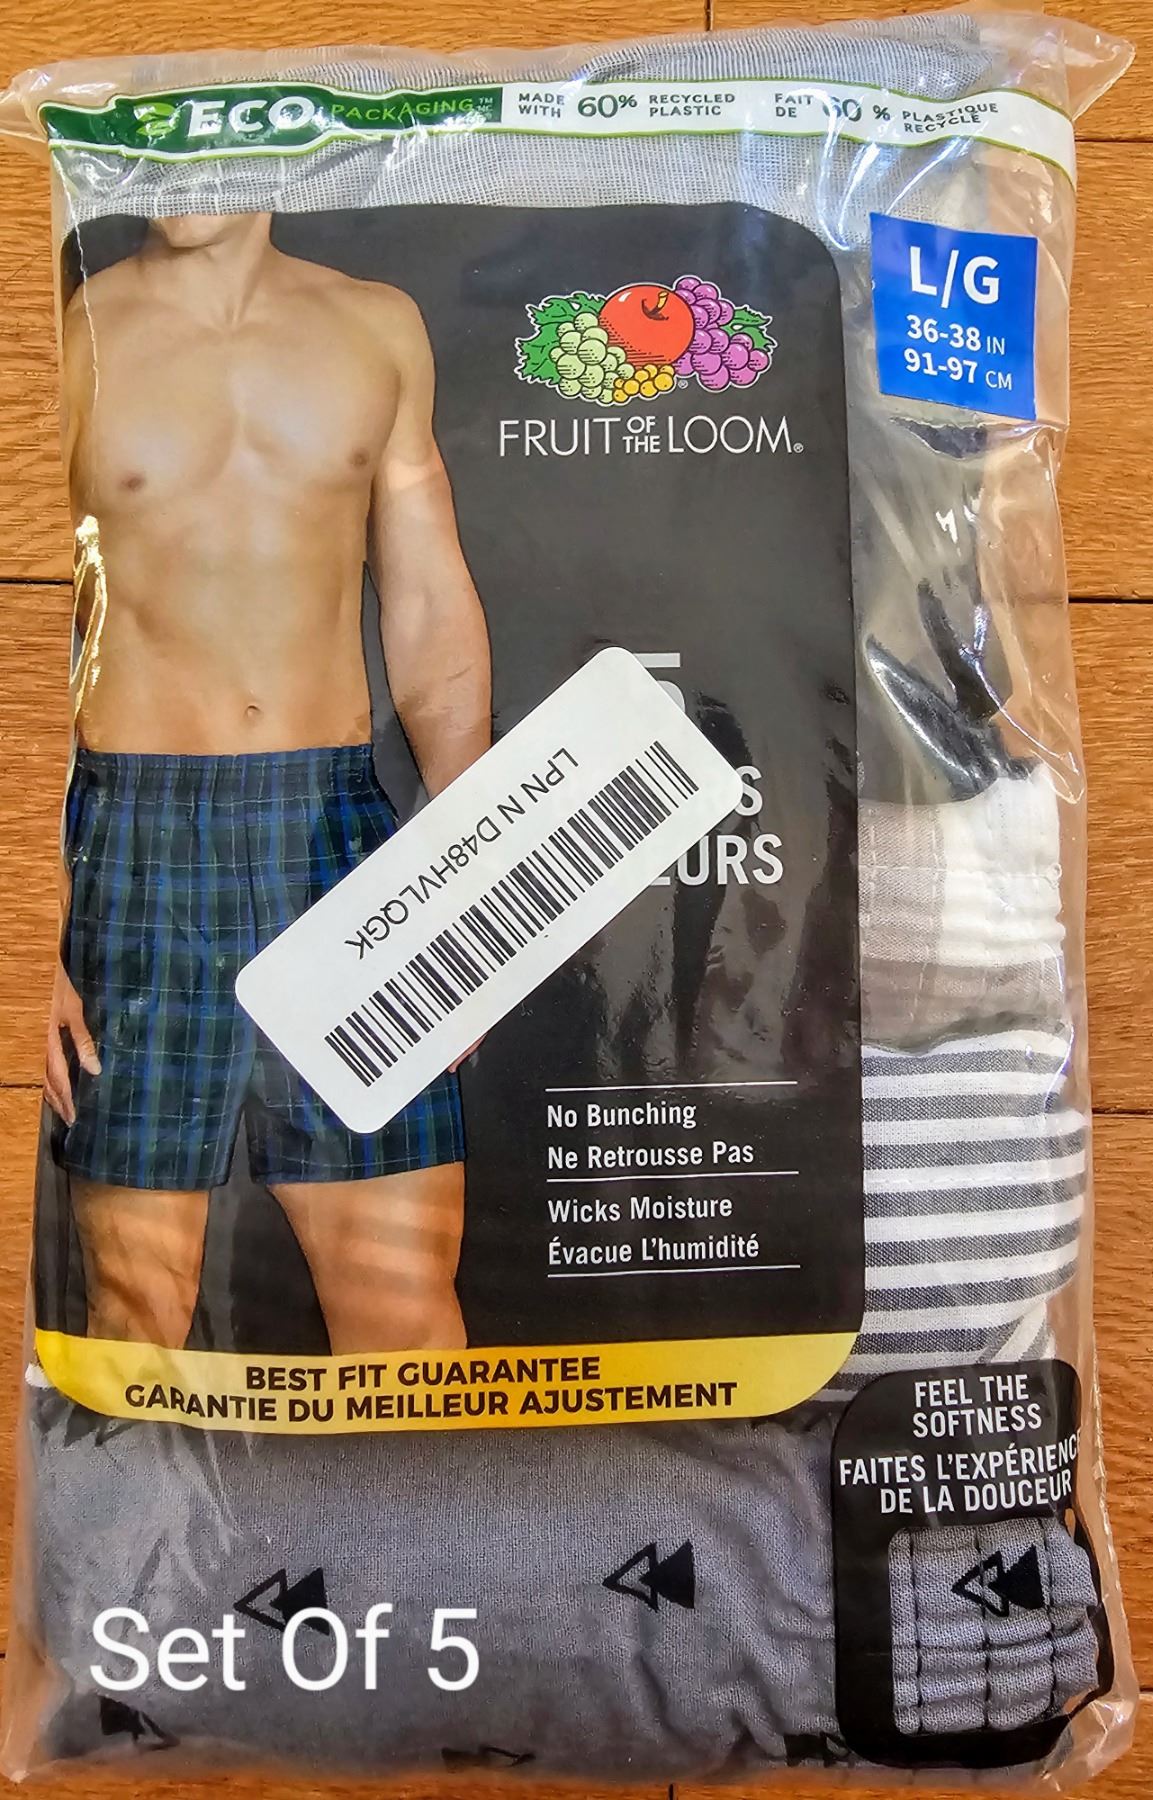 ECO PACKAGING™
MADE WITH 60% RECYCLED PLASTIC
FAIT DE 60 % PLASTIQUE RECYCLÉ
L/G
36-38 IN
91-97 CM
FRUIT OF THE LOOM®
5
LPN N D48HVLQGK
No Bunching
Ne Retrousse Pas
Wicks Moisture
Évacue L'humidité
BEST FIT GUARANTEE
GARANTIE DU MEILLEUR AJUSTEMENT
FEEL THE
SOFTNESS
FAITES L'EXPÉRIENCE
DE LA DOUCEUR
Set Of 5